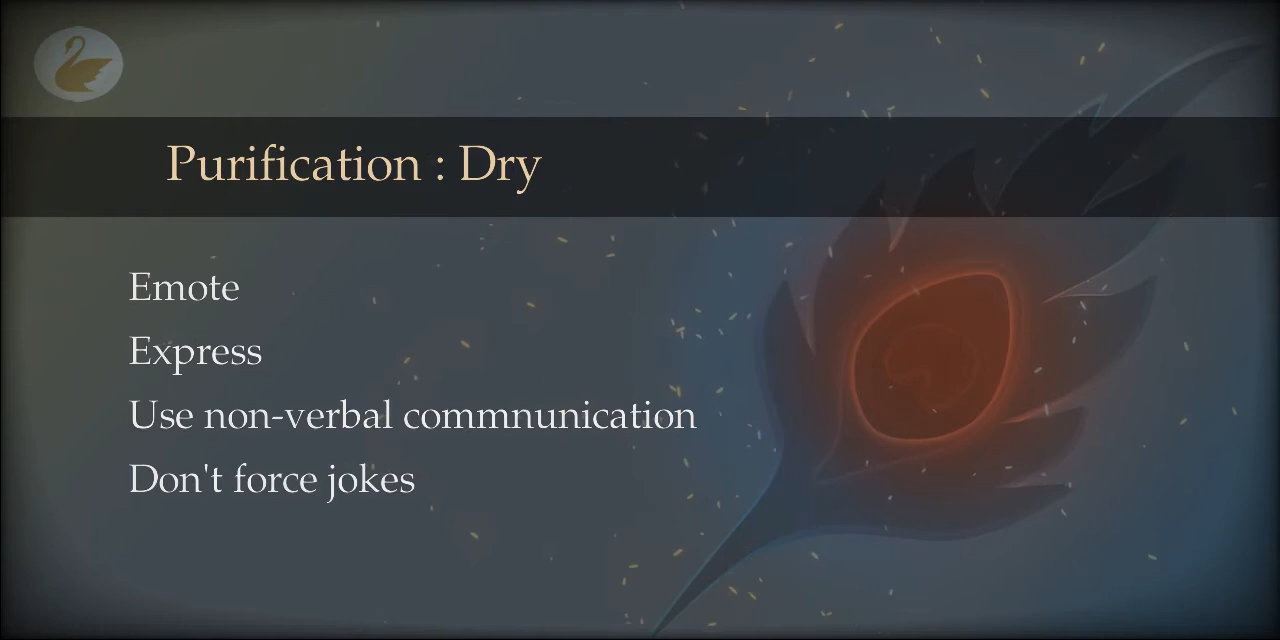 Purification : Dry
Emote
Express
Use non-verbal commnunication
Don't force jokes